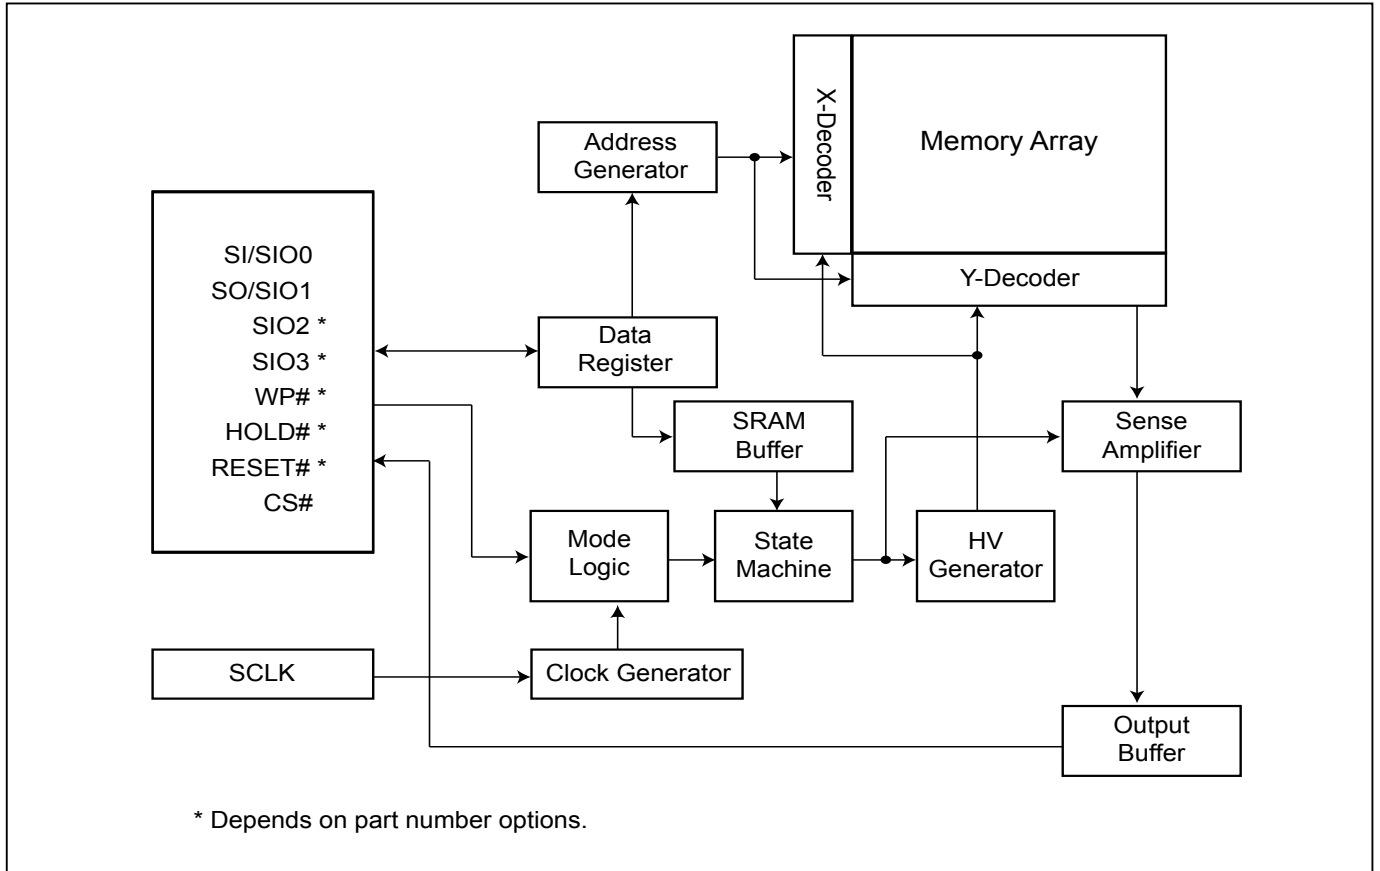 X-Decoder
Memory Array
Address
Generator
SI/SIO0
SO/SIO1
SIO2 *
SIO3 *
WP# *
HOLD# *
RESET# *
CS#
Y-Decoder
Data
Register
SRAM
Buffer
Sense
Amplifier
Mode
Logic
State
Machine
HV
Generator
SCLK
Clock Generator
Output
Buffer
* Depends on part number options.